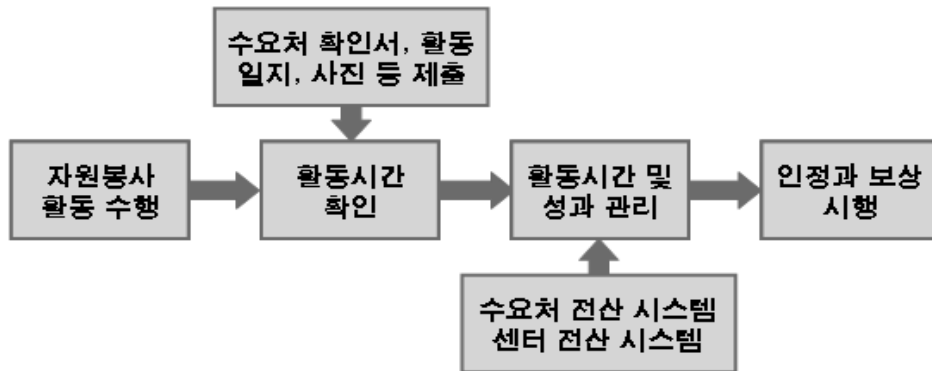 수요처 확인서, 활동
일지, 사진 등 제출
자원봉사
활동 수행
활동시간
확인
활동시간 및
성과 관리
인정과 보상
시행
수요처 전산 시스템
센터 전산 시스템